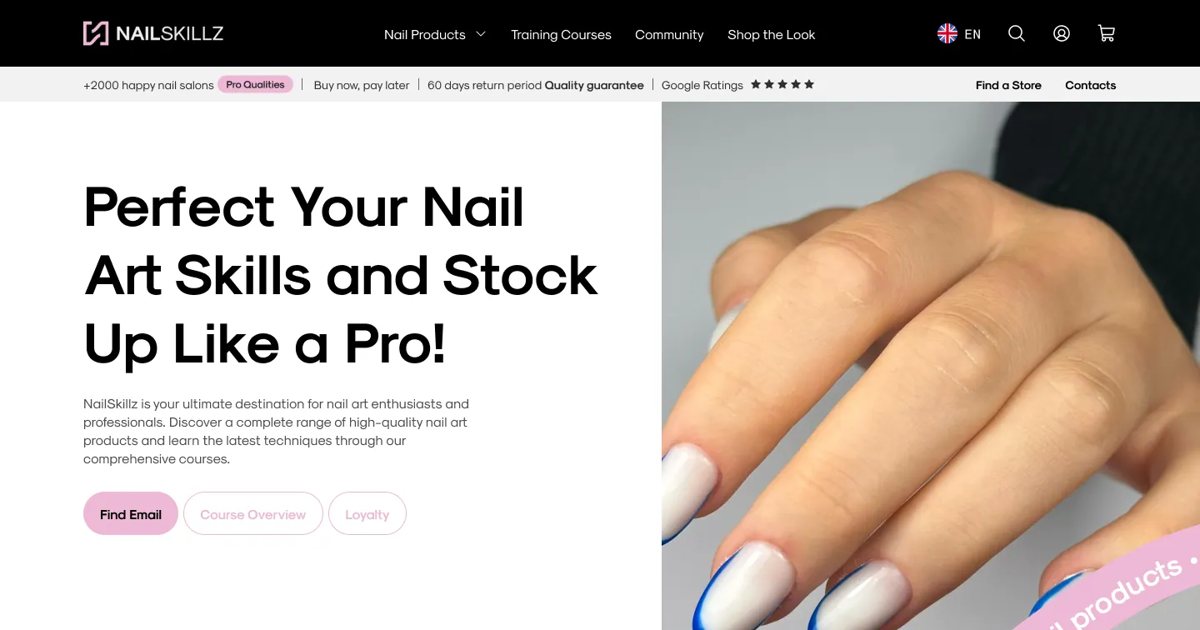 NAILSKILLZ
Nail Products
Training Courses
Community
Shop the Look
EN
+2000 happy nail salons Pro Qualities
Buy now, pay later
60 days return period Quality guarantee
Google Ratings ★★★★★
Find a Store
Contacts
Perfect Your Nail
Art Skills and Stock
Up Like a Pro!
NailSkillz is your ultimate destination for nail art enthusiasts and
professionals. Discover a complete range of high-quality nail art
products and learn the latest techniques through our
comprehensive courses.
Find Email
Course Overview
Loyalty
products •